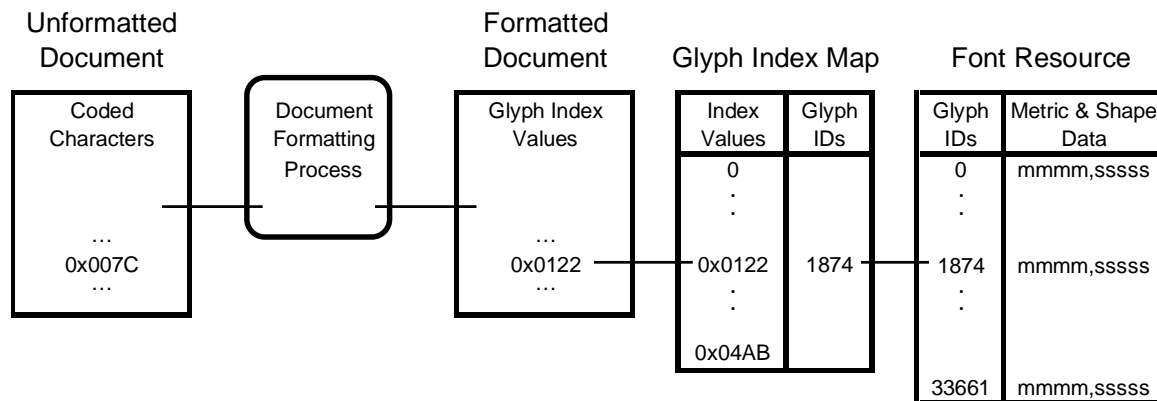 Unformatted
Document
Coded
Characters
…
0x007C
…
Document
Formatting
Process
Formatted
Document
Glyph Index
Values
…
0x0122
…
Glyph Index Map
Index
Values
Glyph
IDs
0
.
.
0x0122
1874
.
.
0x04AB
Font Resource
Glyph
IDs
Metric & Shape
Data
0
mmmm,sssss
.
.
1874
mmmm,sssss
.
.
33661
mmmm,sssss